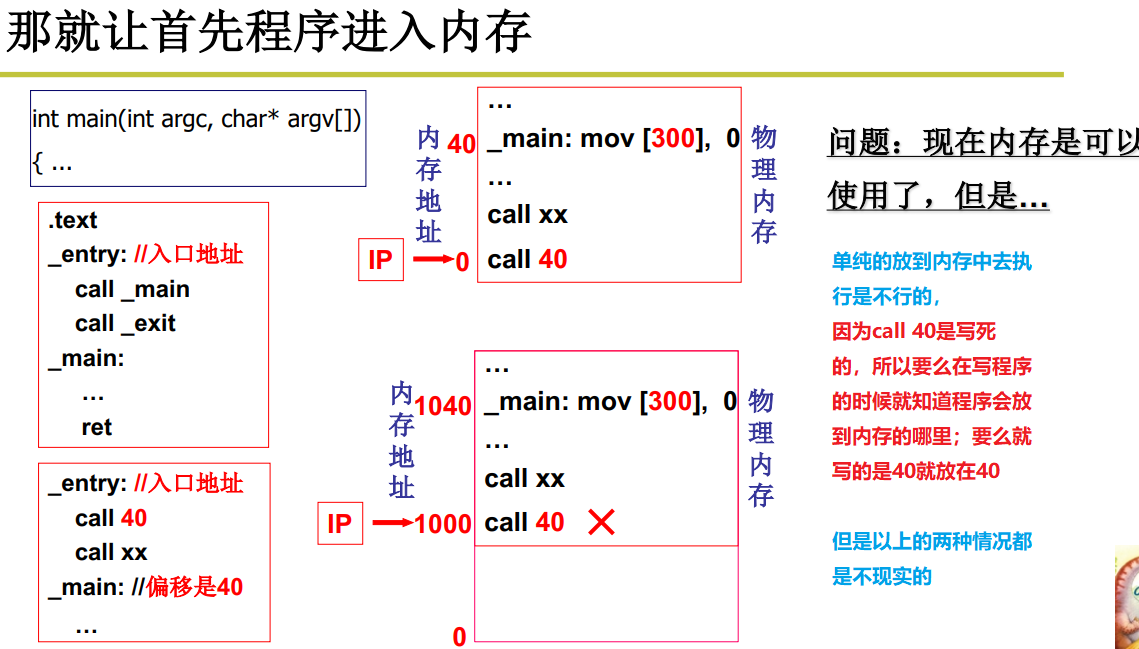 那就让首先程序进入内存
int main(int argc, char* argv[])
{ ...
.text
_entry: //入口地址
call _main
call _exit
_main:
...
ret
_entry: //入口地址
call 40
call xx
_main: //偏移是40
...
内存地址
40
IP
0
...
_main: mov [300], 0
...
call xx
call 40
物理内存
内存地址
1040
IP
1000
0
...
_main: mov [300], 0
...
call xx
call 40
物理内存
问题：现在内存是可以
使用了，但是...
单纯的放到内存中去执
行是不行的，
因为call 40是写死
的，所以要么在写程序
的时候就知道程序会放
到内存的哪里；要么就
写的是40就放在40
但是以上的两种情况都
是不现实的